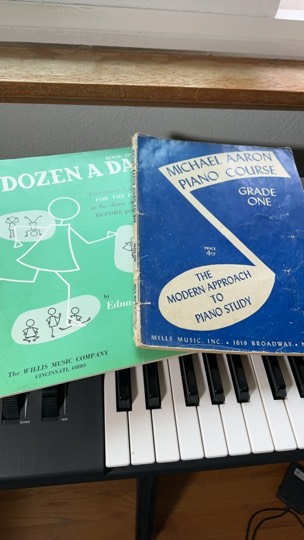 DOZEN A DA
FOR THE
BEFORE
by
Edna
The WILLIS MUSIC COMPANY
CINCINNATI, OHIO
MICHAEL AARON
PIANO COURSE
GRADE
ONE
PRICE
THE
MODERN APPROACH
TO
PIANO STUDY
MILLS MUSIC, INC. • 1619 BROADWAY • N